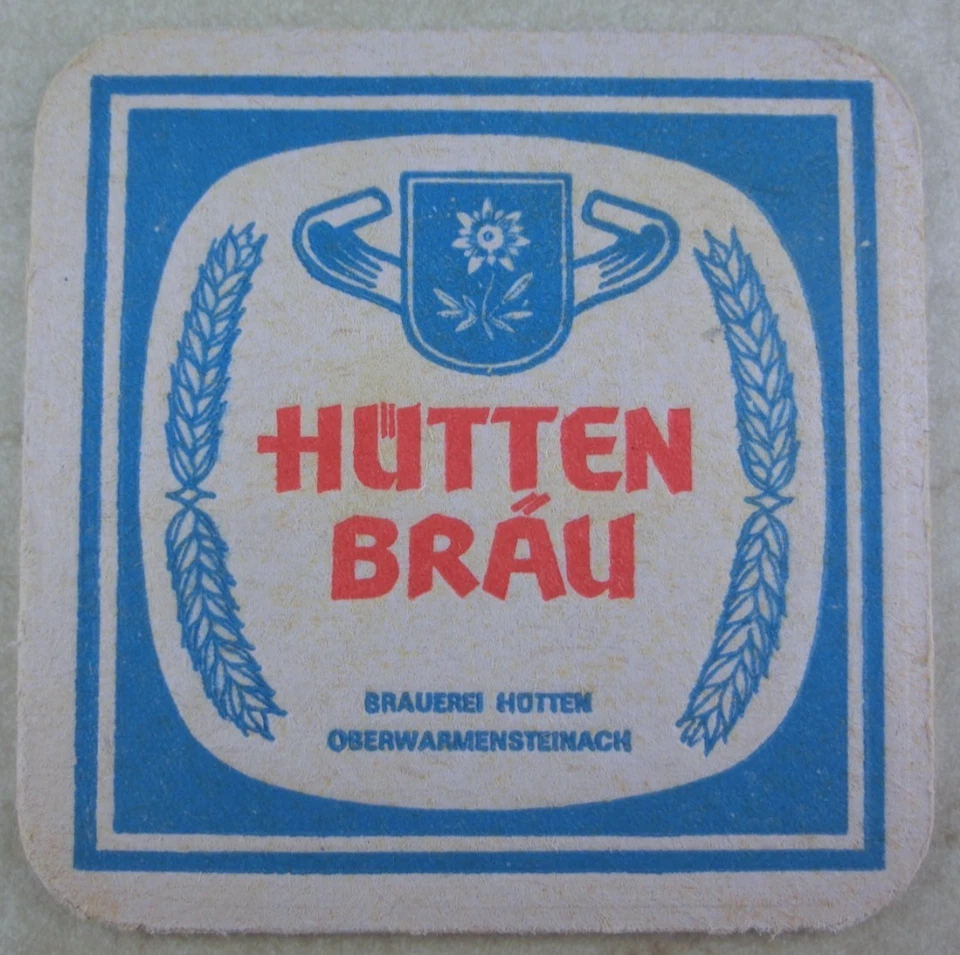 HÜTTEN
BRÄU
BRAUEREI HÜTTEN
OBERWARMENSTEINACH